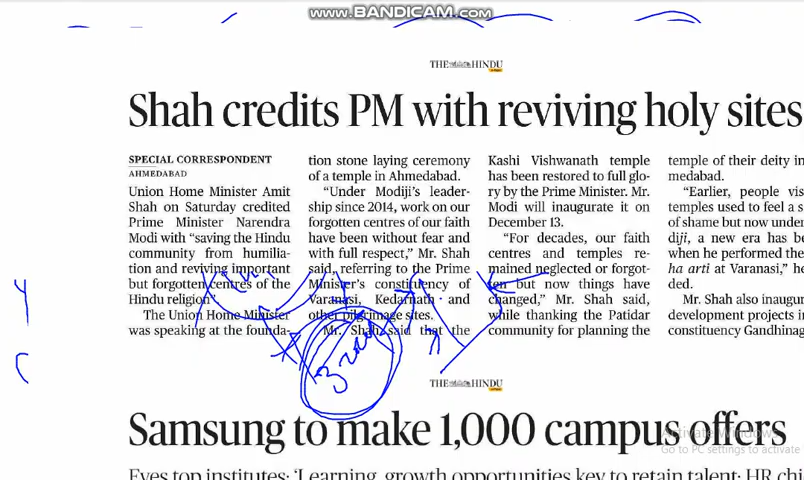 WWW.BANDICAM.COM
THE HINDU
Shah credits PM with reviving holy sites
SPECIAL CORRESPONDENT
AHMEDABAD
Union Home Minister Amit
Shah on Saturday credited
Prime Minister Narendra
Modi with “saving the Hindu
community from humilia-
tion and reviving important
but forgotten centres of the
Hindu religion”.
The Union Home Minister
was speaking at the founda-
tion stone laying ceremony
of a temple in Ahmedabad.
“Under Modiji’s leader-
ship since 2014, work on our
forgotten centres of our faith
have been without fear and
with full respect,” Mr. Shah
said, referring to the Prime
Minister’s constituency of
Varanasi, Kedarnath and
other pilgrimage sites.
Mr. Shah said that the
Kashi Vishwanath temple
has been restored to full glo-
ry by the Prime Minister. Mr.
Modi will inaugurate it on
December 13.
“For decades, our faith
centres and temples re-
mained neglected or forgot-
ten but now things have
changed,” Mr. Shah said,
while thanking the Patidar
community for planning the
temple of their deity in
medabad.
“Earlier, people vis
temples used to feel a s
of shame but now under
diji, a new era has be
when he performed the
ha arti at Varanasi,” he
ded.
Mr. Shah also inaugu
development projects in
constituency Gandhinag
THE HINDU
Samsung to make 1,000 campus offers
Activate Windows
Go to PC settings to activate
Eyes top institutes; ‘Learning, growth opportunities key to retain talent: HR chi